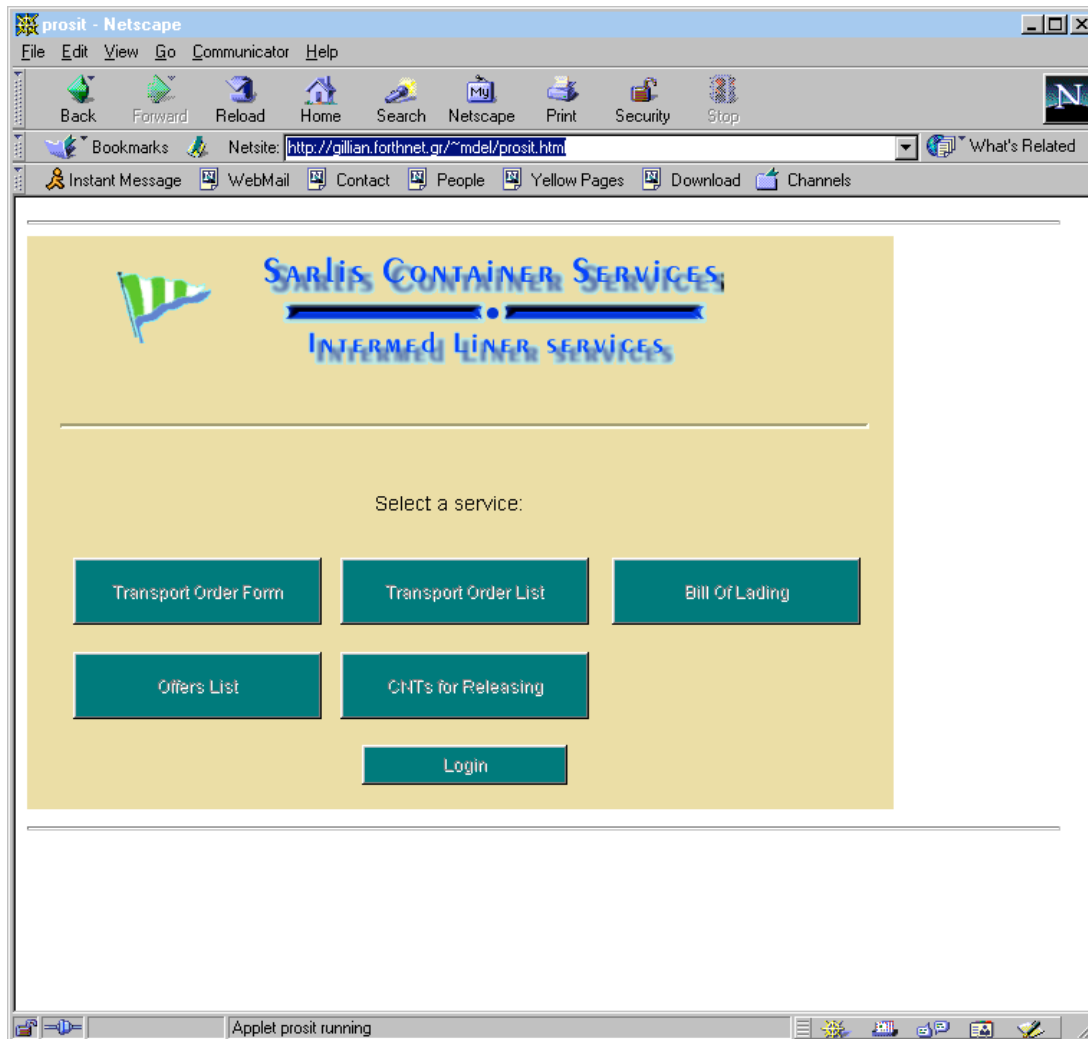 prosit - Netscape
File Edit View Go Communicator Help
Back Forward Reload Home Search Netscape Print Security Stop
My
N
Bookmarks Netsite: http://gillian.forthnet.gr/~mdel/prosit.html What's Related
Instant Message WebMail Contact People Yellow Pages Download Channels
Sarlis Container Services
Intermed Liner services
Select a service:
Transport Order Form Transport Order List Bill Of Lading
Offers List CNTs for Releasing
Login
Applet prosit running